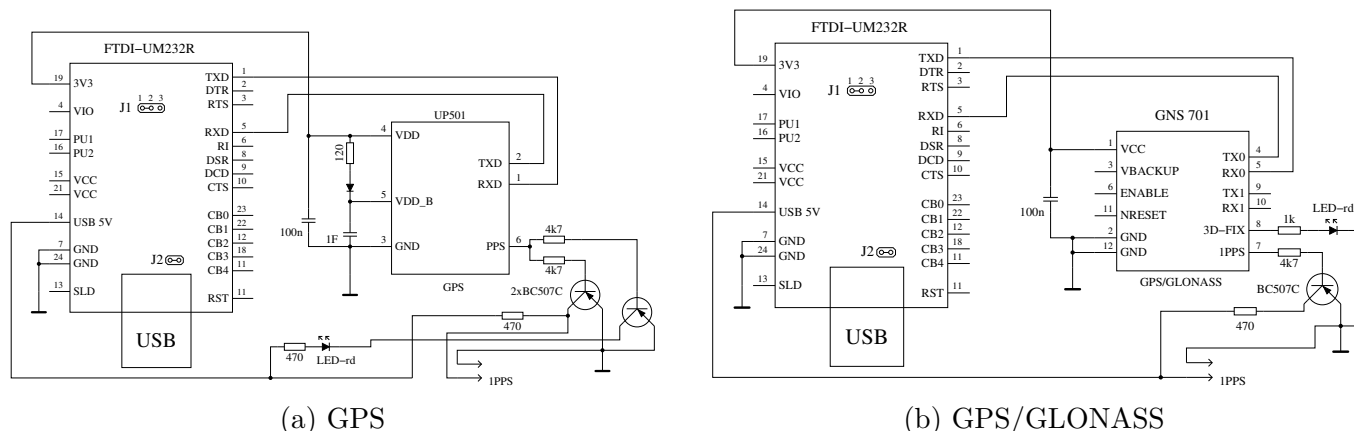 FTDI−UM232R
19
3V3
4
VIO
17
PU1
16
PU2
15
VCC
21
VCC
14
USB 5V
7
GND
24
GND
13
SLD
J1
1 2 3
J2
USB
TXD
1
DTR
2
RTS
3
RXD
5
RI
6
DSR
8
DCD
9
CTS
10
CB0
23
CB1
22
CB2
12
CB3
18
CB4
11
RST
11
100n
120
1F
UP501
4
VDD
5
VDD_B
3
GND
TXD
2
RXD
1
PPS
6
GPS
4k7
4k7
2xBC507C
470
470
LED−rd
1PPS
(a) GPS
FTDI−UM232R
19
3V3
4
VIO
17
PU1
16
PU2
15
VCC
21
VCC
14
USB 5V
7
GND
24
GND
13
SLD
J1
1 2 3
J2
USB
TXD
1
DTR
2
RTS
3
RXD
5
RI
6
DSR
8
DCD
9
CTS
10
CB0
23
CB1
22
CB2
12
CB3
18
CB4
11
RST
11
100n
GNS 701
1
VCC
3
VBACKUP
6
ENABLE
11
NRESET
2
GND
12
GND
TX0
4
RX0
5
TX1
9
RX1
10
3D−FIX
8
1PPS
7
GPS/GLONASS
1k
LED−rd
4k7
BC507C
470
1PPS
(b) GPS/GLONASS